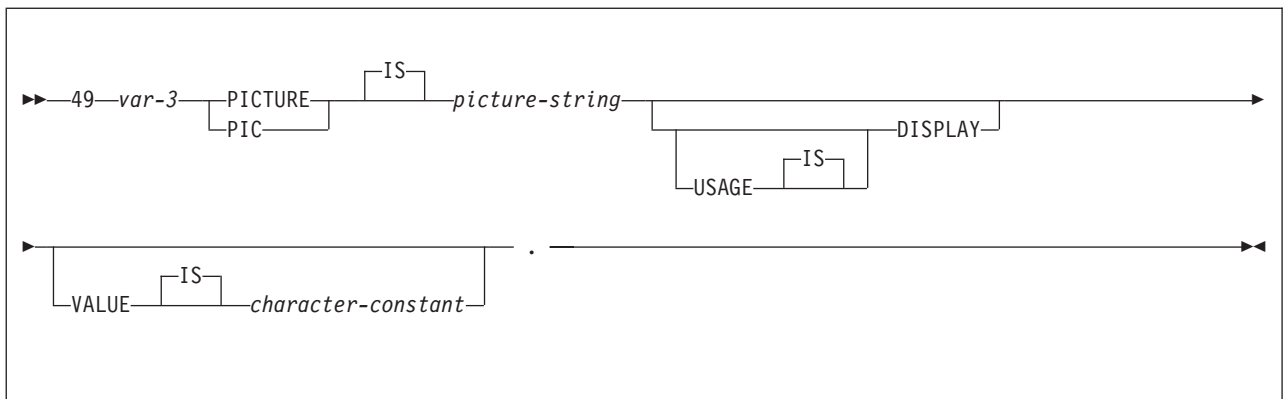 IS
49 var-3 PICTURE picture-string
PIC DISPLAY
IS
USAGE
.
IS
VALUE character-constant